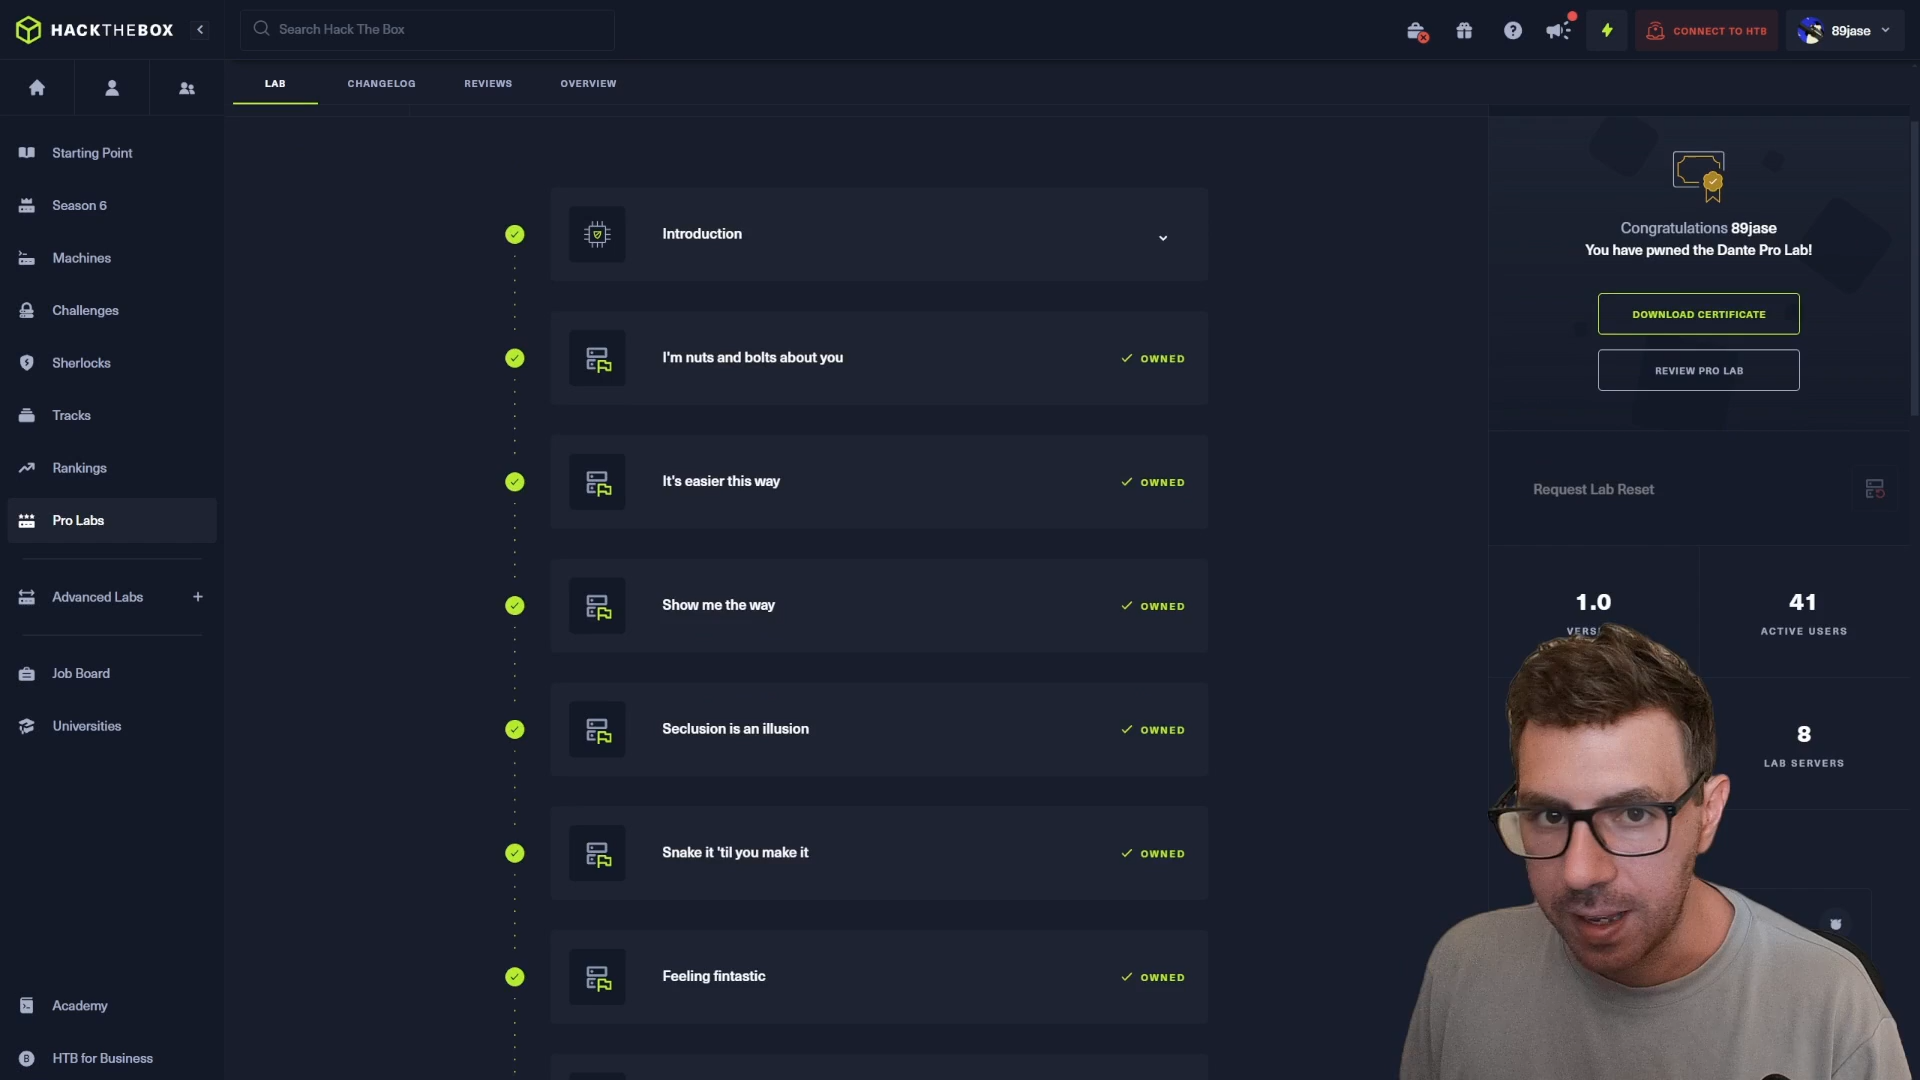 HACKTHEBOX
Search Hack The Box
CONNECT TO HTB
89jase
LAB
CHANGELOG
REVIEWS
OVERVIEW
Starting Point
Season 6
Machines
Challenges
Sherlocks
Tracks
Rankings
Pro Labs
Advanced Labs
Job Board
Universities
Academy
HTB for Business
Introduction
I'm nuts and bolts about you
OWNED
It's easier this way
OWNED
Show me the way
OWNED
Seclusion is an illusion
OWNED
Snake it 'til you make it
OWNED
Feeling fintastic
OWNED
Congratulations 89jase
You have pwned the Dante Pro Lab!
DOWNLOAD CERTIFICATE
REVIEW PRO LAB
Request Lab Reset
1.0
41
ACTIVE USERS
8
LAB SERVERS